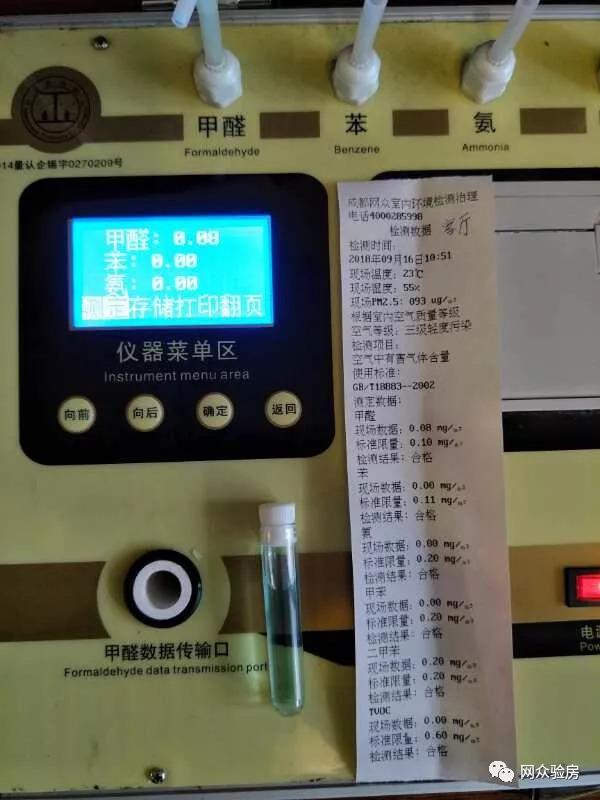 甲醛
Formaldehyde
苯
Benzene
氨
Ammonia
014量认企锡字0270209号
甲醛: 0.08
苯: 0.00
氨: 0.00
测定存储打印翻页
仪器菜单区
Instrument menu area
向前
向后
确定
返回
甲醛数据传输口
Formaldehyde data transmission port
成都网众室内环境检测治理
电话4000285998
检测数据 客厅
检测时间:
2018年09月16日10:51
现场温度: 23℃
现场湿度: 55%
现场PM2.5: 093 ug/m³
根据室内空气质量等级
空气等级: 三级轻度污染
检测项目:
空气中有害气体含量
使用标准:
GB/T18883--2002
测定数据:
甲醛
现场数据: 0.08 mg/m³
标准限量: 0.10 mg/m³
检测结果: 合格
苯
现场数据: 0.00 mg/m³
标准限量: 0.11 mg/m³
检测结果: 合格
氨
现场数据: 0.00 mg/m³
标准限量: 0.20 mg/m³
检测结果: 合格
甲苯
现场数据: 0.00 mg/m³
标准限量: 0.20 mg/m³
检测结果: 合格
二甲苯
现场数据: 0.20 mg/m³
标准限量: 0.20 mg/m³
检测结果: 合格
TVOC
现场数据: 0.00 mg/m³
标准限量: 0.60 mg/m³
检测结果: 合格
电源
Pow
网众验房